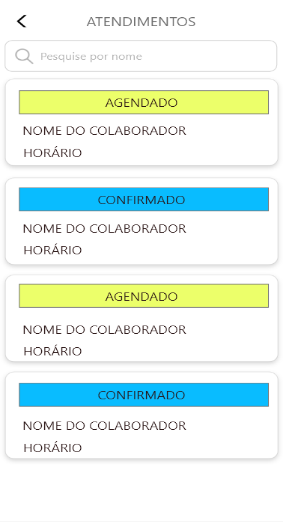 ATENDIMENTOS
Pesquise por nome
AGENDADO
NOME DO COLABORADOR
HORÁRIO
CONFIRMADO
NOME DO COLABORADOR
HORÁRIO
AGENDADO
NOME DO COLABORADOR
HORÁRIO
CONFIRMADO
NOME DO COLABORADOR
HORÁRIO